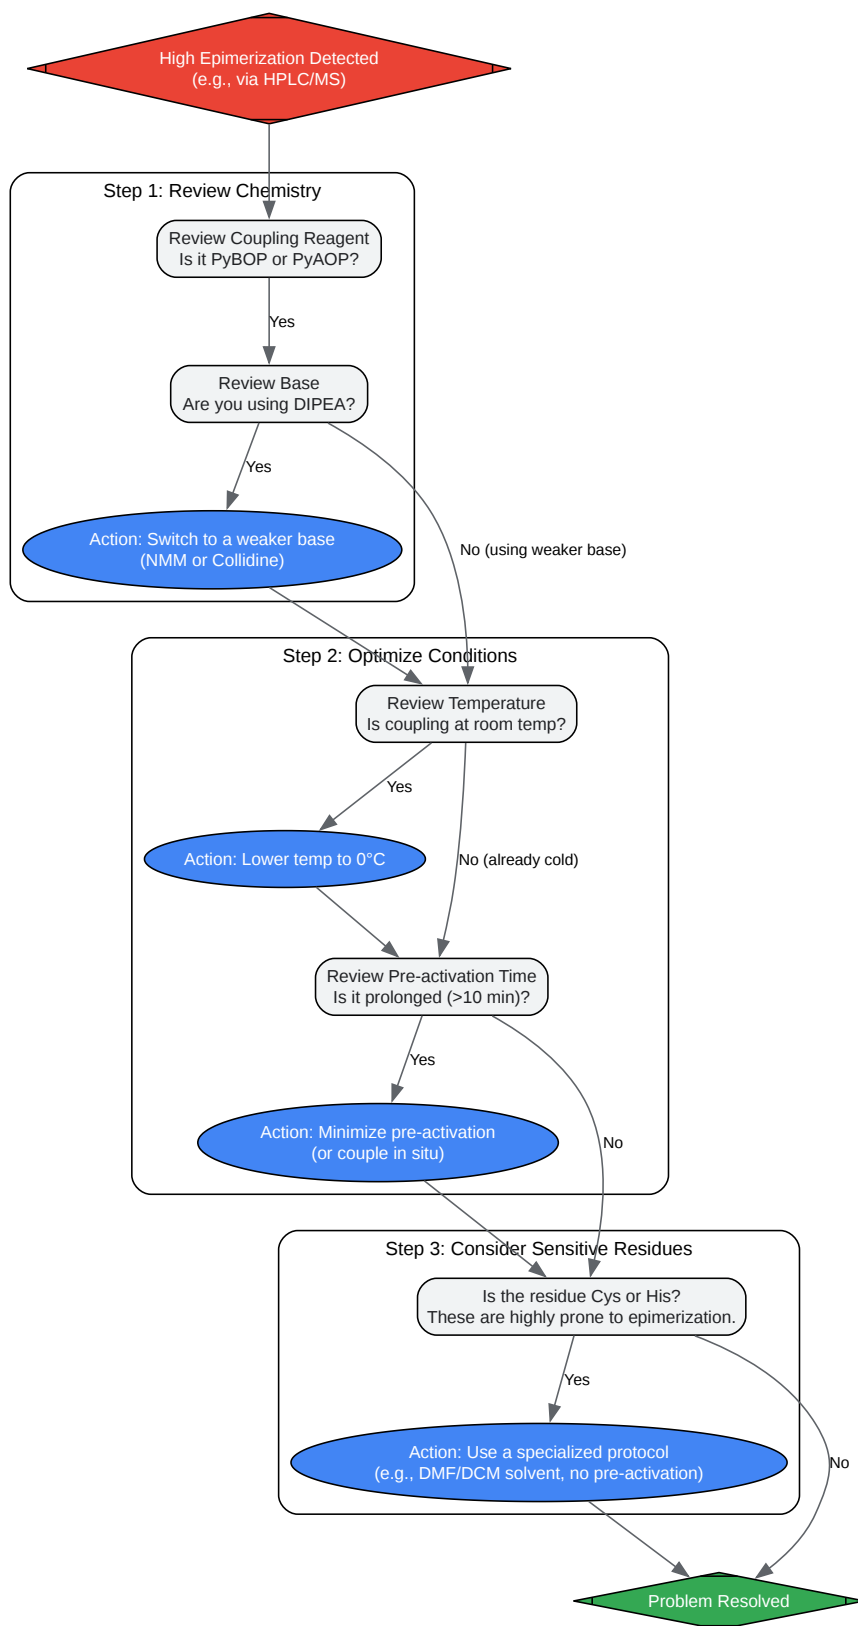 High Epimerization Detected
(e.g., via HPLC/MS)
Step 1: Review Chemistry
Review Coupling Reagent
Is it PyBOP or PyAOP?
Yes
Review Base
Are you using DIPEA?
Yes
No (using weaker base)
Action: Switch to a weaker base
(NMM or Collidine)
Step 2: Optimize Conditions
Review Temperature
Is coupling at room temp?
Yes
Action: Lower temp to 0°C
No (already cold)
Review Pre-activation Time
Is it prolonged (>10 min)?
Yes
Action: Minimize pre-activation
(or couple in situ)
No
Step 3: Consider Sensitive Residues
Is the residue Cys or His?
These are highly prone to epimerization.
Yes
Action: Use a specialized protocol
(e.g., DMF/DCM solvent, no pre-activation)
No
Problem Resolved